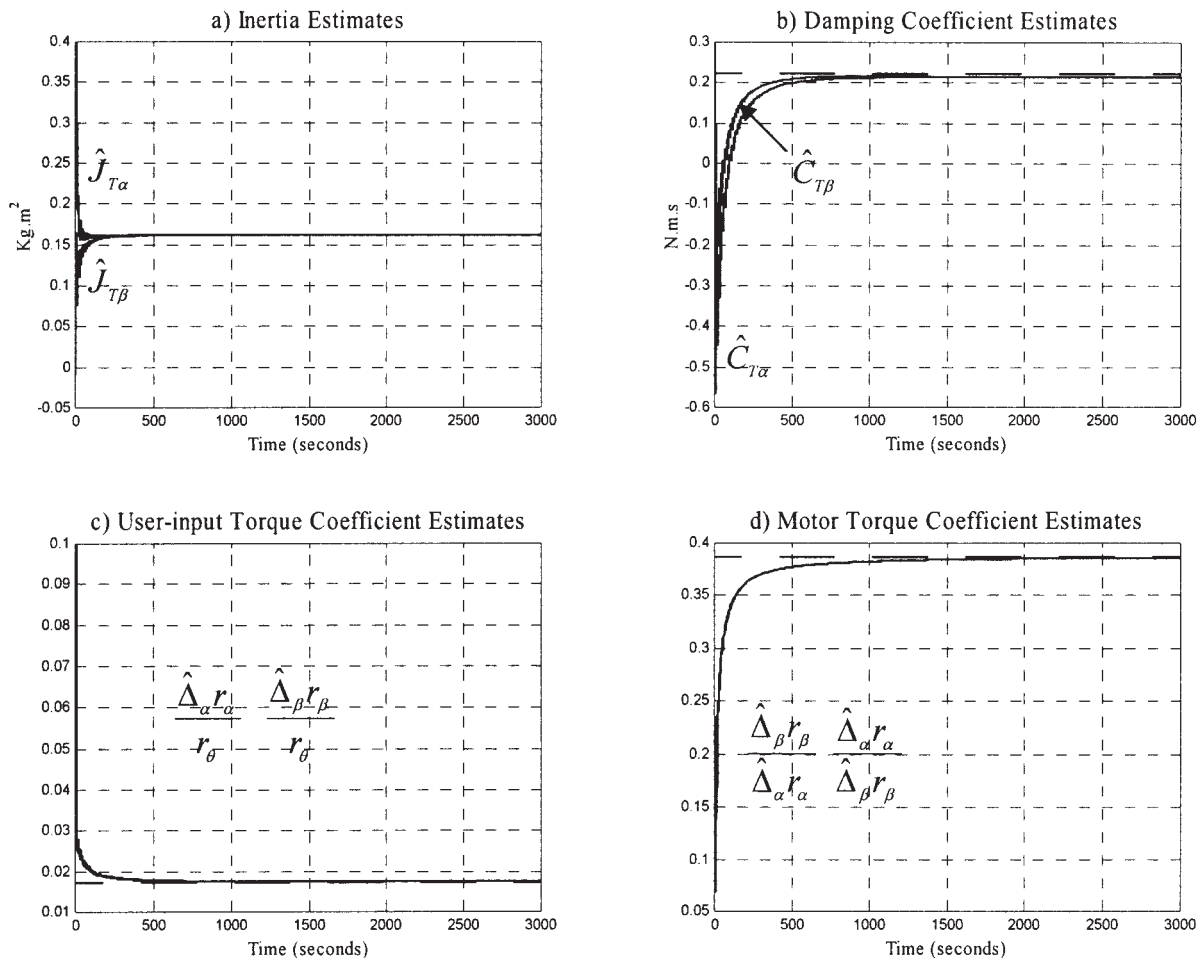 a) Inertia Estimates
0.4
0.35
0.3
0.25
0.2
0.15
0.1
0.05
0
-0.05
Kg.m²
Ĵ_Tα
Ĵ_Tβ
0 500 1000 1500 2000 2500 3000
Time (seconds)
b) Damping Coefficient Estimates
0.3
0.2
0.1
0
-0.1
-0.2
-0.3
-0.4
-0.5
-0.6
N.m.s
Ĉ_Tβ
Ĉ_Tα
0 500 1000 1500 2000 2500 3000
Time (seconds)
c) User-input Torque Coefficient Estimates
0.1
0.09
0.08
0.07
0.06
0.05
0.04
0.03
0.02
0.01
Δ̂_α r_α Δ̂_β r_β
r_θ r_θ
0 500 1000 1500 2000 2500 3000
Time (seconds)
d) Motor Torque Coefficient Estimates
0.4
0.35
0.3
0.25
0.2
0.15
0.1
0.05
Δ̂_β r_β Δ̂_α r_α
Δ̂_α r_α Δ̂_β r_β
0 500 1000 1500 2000 2500 3000
Time (seconds)